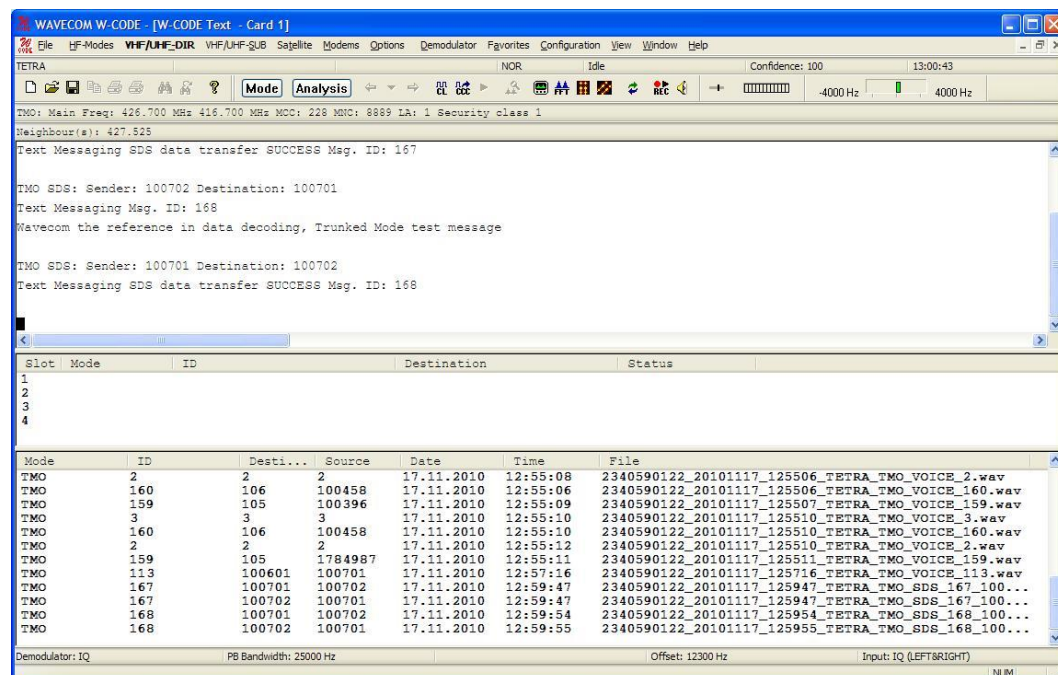 WAVECOM W-CODE - [W-CODE Text - Card 1]
File HF-Modes VHF/UHF_DIR VHF/UHF-SUB Satellite Modems Options Demodulator Favorites Configuration View Window Help
TETRA NOR Idle Confidence: 100 13:00:43
Mode Analysis CL REC -4000 Hz 4000 Hz
TMO: Main Freq: 426.700 MHz 416.700 MHz MCC: 228 MNC: 8889 LA: 1 Security class 1
Neighbour(s): 427.525
Text Messaging SDS data transfer SUCCESS Msg. ID: 167
TMO SDS: Sender: 100702 Destination: 100701
Text Messaging Msg. ID: 168
Wavecom the reference in data decoding, Trunked Mode test message
TMO SDS: Sender: 100701 Destination: 100702
Text Messaging SDS data transfer SUCCESS Msg. ID: 168
Slot Mode ID Destination Status
1
2
3
4
Mode ID Desti... Source Date Time File
TMO 2 2 2 17.11.2010 12:55:08 2340590122_20101117_125506_TETRA_TMO_VOICE_2.wav
TMO 160 106 100458 17.11.2010 12:55:06 2340590122_20101117_125506_TETRA_TMO_VOICE_160.wav
TMO 159 105 100396 17.11.2010 12:55:09 2340590122_20101117_125507_TETRA_TMO_VOICE_159.wav
TMO 3 3 3 17.11.2010 12:55:10 2340590122_20101117_125510_TETRA_TMO_VOICE_3.wav
TMO 160 106 100458 17.11.2010 12:55:10 2340590122_20101117_125510_TETRA_TMO_VOICE_160.wav
TMO 2 2 2 17.11.2010 12:55:12 2340590122_20101117_125510_TETRA_TMO_VOICE_2.wav
TMO 159 105 1784987 17.11.2010 12:55:11 2340590122_20101117_125511_TETRA_TMO_VOICE_159.wav
TMO 113 100601 100701 17.11.2010 12:57:16 2340590122_20101117_125716_TETRA_TMO_VOICE_113.wav
TMO 167 100701 100702 17.11.2010 12:59:47 2340590122_20101117_125947_TETRA_TMO_SDS_167_100...
TMO 167 100702 100701 17.11.2010 12:59:47 2340590122_20101117_125947_TETRA_TMO_SDS_167_100...
TMO 168 100701 100702 17.11.2010 12:59:54 2340590122_20101117_125954_TETRA_TMO_SDS_168_100...
TMO 168 100702 100701 17.11.2010 12:59:55 2340590122_20101117_125955_TETRA_TMO_SDS_168_100...
Demodulator: IQ PB Bandwidth: 25000 Hz Offset: 12300 Hz Input: IQ (LEFT&RIGHT)
NUM